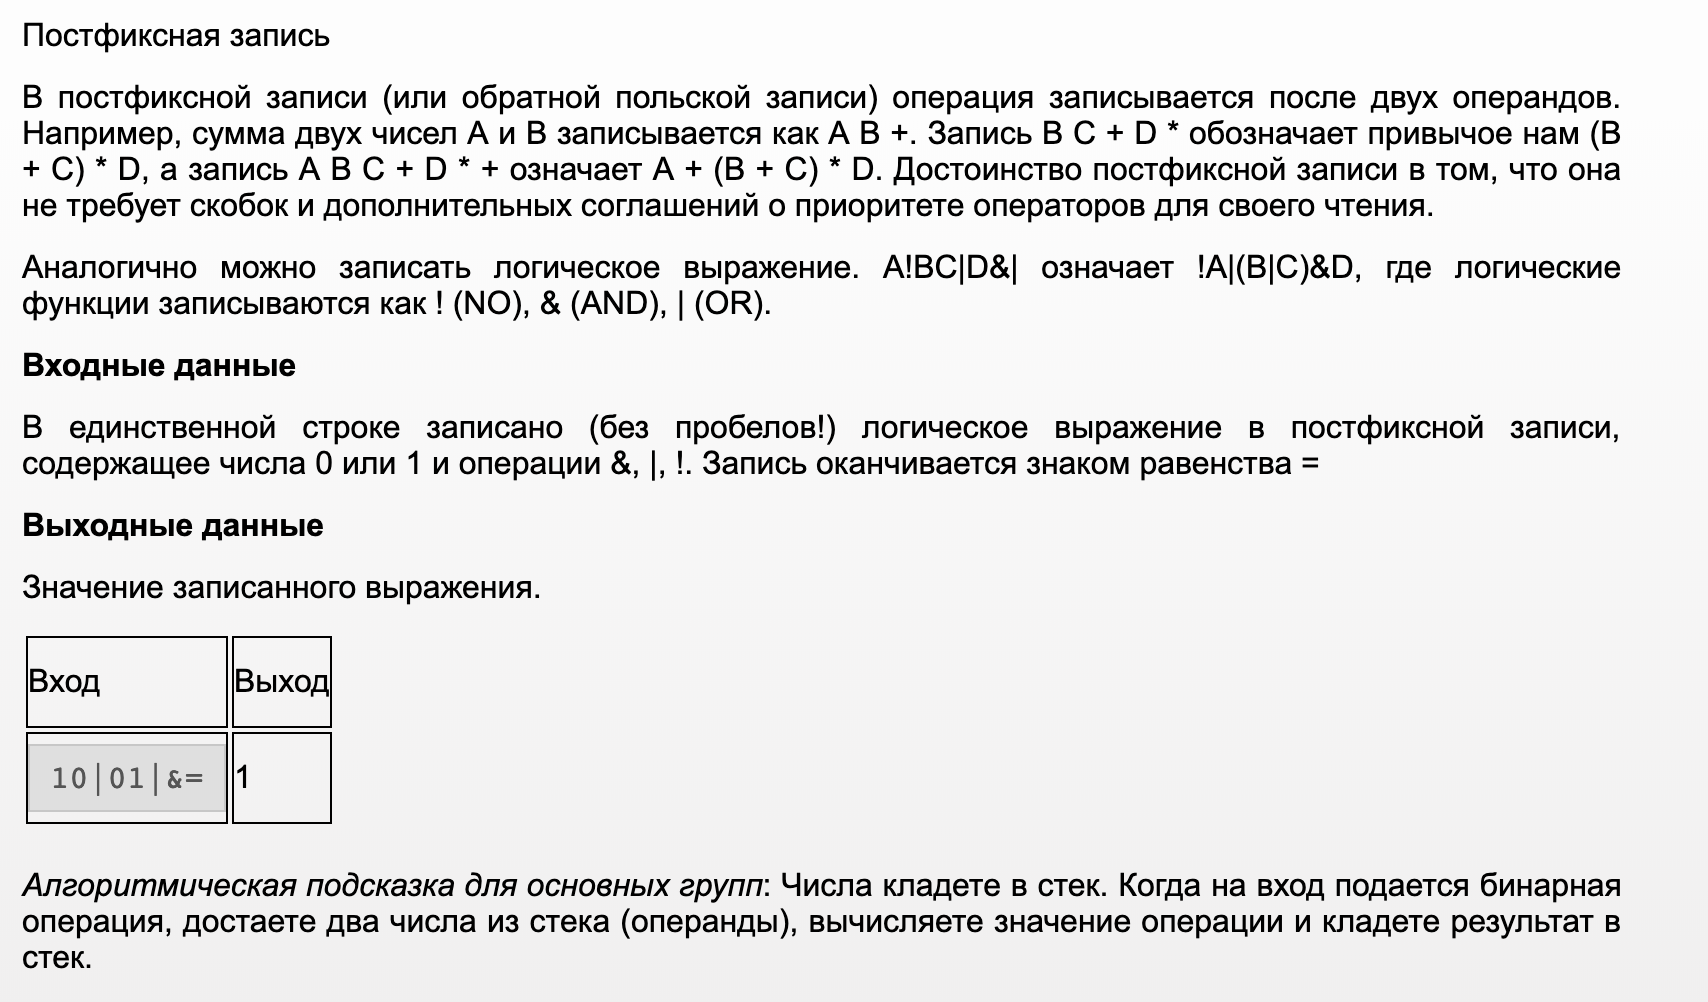 Постфиксная запись
В постфиксной записи (или обратной польской записи) операция записывается после двух операндов.
Например, сумма двух чисел A и B записывается как A B +. Запись B C + D * обозначает привычое нам (B
+ C) * D, а запись A B C + D * + означает A + (B + C) * D. Достоинство постфиксной записи в том, что она
не требует скобок и дополнительных соглашений о приоритете операторов для своего чтения.
Аналогично можно записать логическое выражение. A!BC|D&| означает !A|(B|C)&D, где логические
функции записываются как ! (NO), & (AND), | (OR).
Входные данные
В единственной строке записано (без пробелов!) логическое выражение в постфиксной записи,
содержащее числа 0 или 1 и операции &, |, !. Запись оканчивается знаком равенства =
Выходные данные
Значение записанного выражения.
Вход Выход
10|01|&= 1
Алгоритмическая подсказка для основных групп: Числа кладете в стек. Когда на вход подается бинарная
операция, достаете два числа из стека (операнды), вычисляете значение операции и кладете результат в
стек.